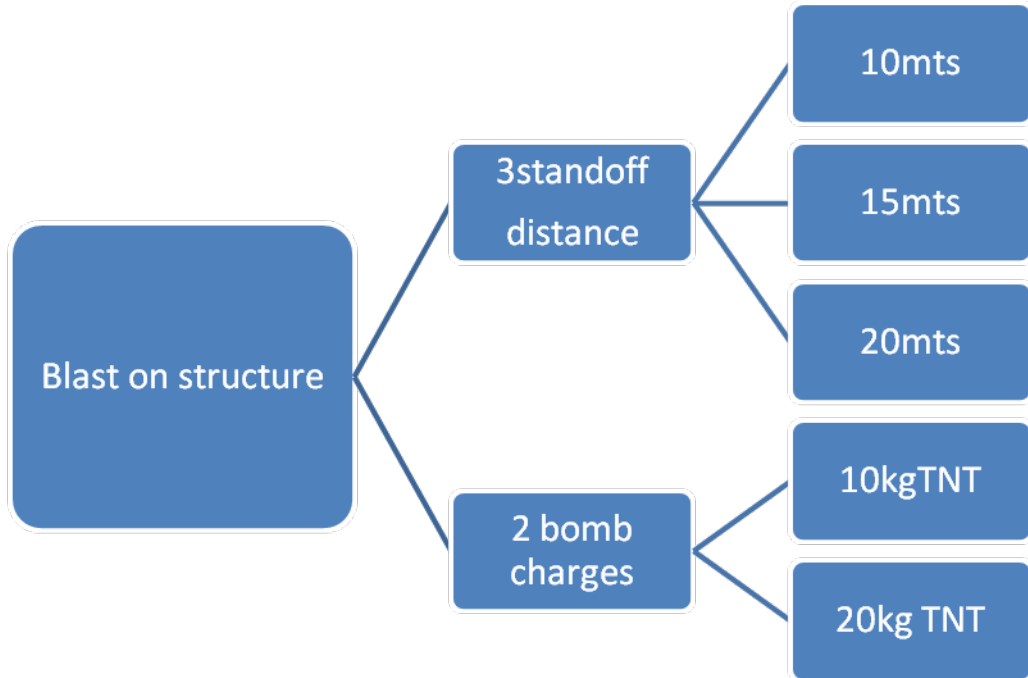 Blast on structure
3standoff
distance
10mts
15mts
20mts
2 bomb
charges
10kgTNT
20kg TNT